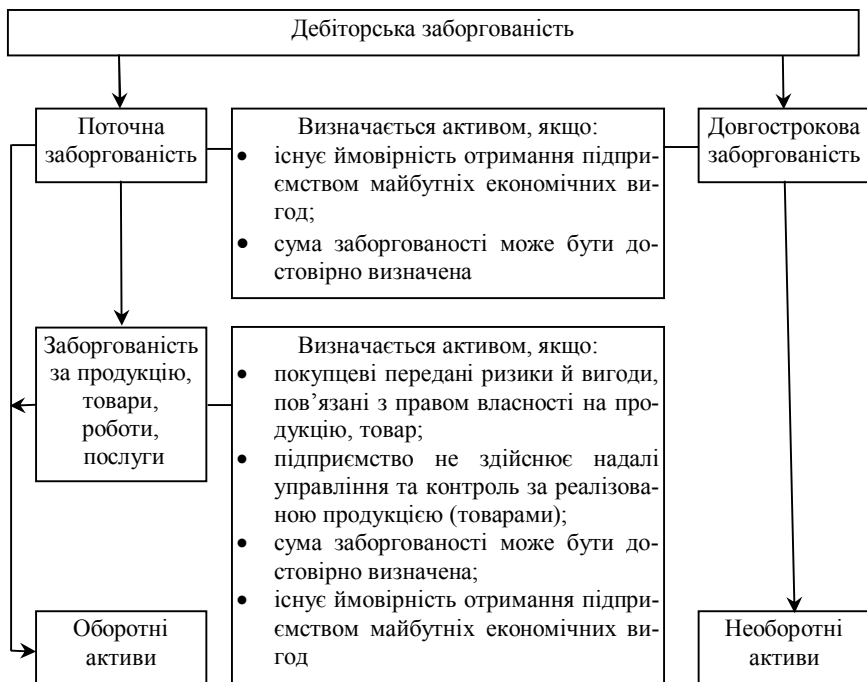 Дебіторська заборгованість
Поточна
заборгованість
Визначається активом, якщо:
• існує ймовірність отримання підпри-
ємством майбутніх економічних ви-
год;
• сума заборгованості може бути до-
стовірно визначена
Довгострокова
заборгованість
Заборгованість
за продукцію,
товари,
роботи,
послуги
Визначається активом, якщо:
• покупцеві передані ризики й вигоди,
пов’язані з правом власності на про-
дукцію, товар;
• підприємство не здійснює надалі
управління та контроль за реалізова-
ною продукцією (товарами);
• сума заборгованості може бути до-
стовірно визначена;
• існує ймовірність отримання підпри-
ємством майбутніх економічних ви-
год
Оборотні
активи
Необоротні
активи